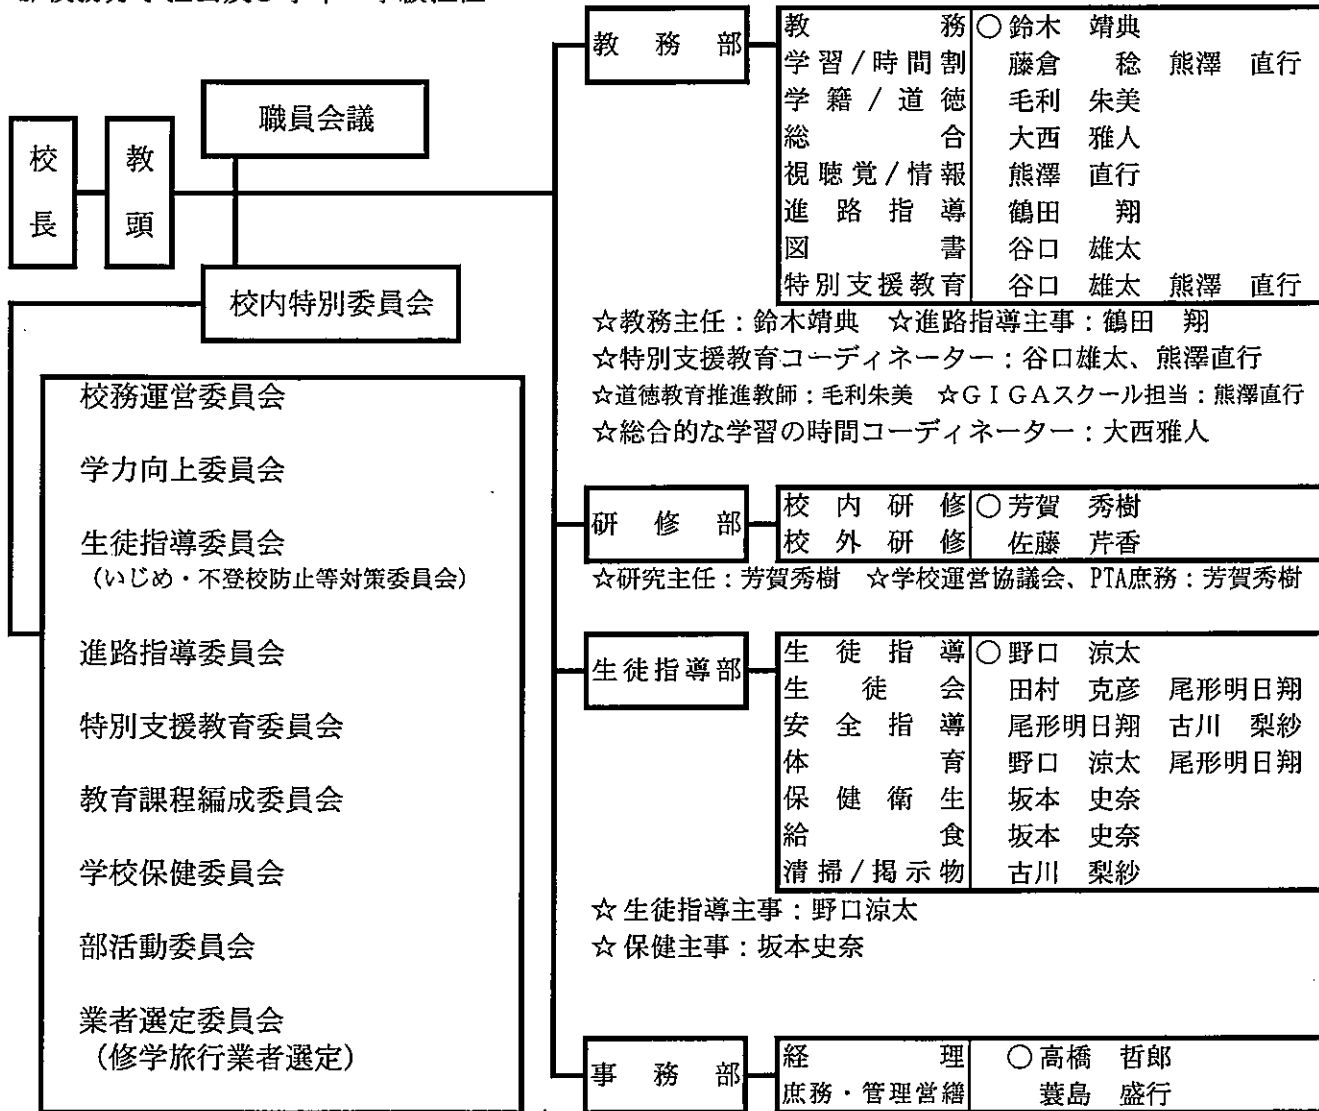 校長
教頭
職員会議
校内特別委員会
校務運営委員会
学力向上委員会
生徒指導委員会
(いじめ・不登校防止等対策委員会)
進路指導委員会
特別支援教育委員会
教育課程編成委員会
学校保健委員会
部活動委員会
業者選定委員会
(修学旅行業者選定)
教務部
教務 ○鈴木 靖典
学習/時間割 藤倉 稔 熊澤 直行
学籍/道徳 毛利 朱美
総合 大西 雅人
視聴覚/情報 熊澤 直行
進路指導 鶴田 翔
図書 谷口 雄太
特別支援教育 谷口 雄太 熊澤 直行
☆教務主任:鈴木靖典 ☆進路指導主事:鶴田 翔
☆特別支援教育コーディネーター:谷口雄太、熊澤直行
☆道徳教育推進教師:毛利朱美 ☆GIGAスクール担当:熊澤直行
☆総合的な学習の時間コーディネーター:大西雅人
研修部
校内研修 ○芳賀 秀樹
校外研修 佐藤 芹香
☆研究主任:芳賀秀樹 ☆学校運営協議会、PTA庶務:芳賀秀樹
生徒指導部
生徒指導 ○野口 涼太
生徒会 田村 克彦 尾形明日翔
安全指導 尾形明日翔 古川 梨紗
体育 野口 涼太 尾形明日翔
保健衛生 坂本 史奈
給食 坂本 史奈
清掃/掲示物 古川 梨紗
☆生徒指導主事:野口涼太
☆保健主事:坂本史奈
事務部
経理 ○高橋 哲郎
庶務・管理営繕 蓑島 盛行